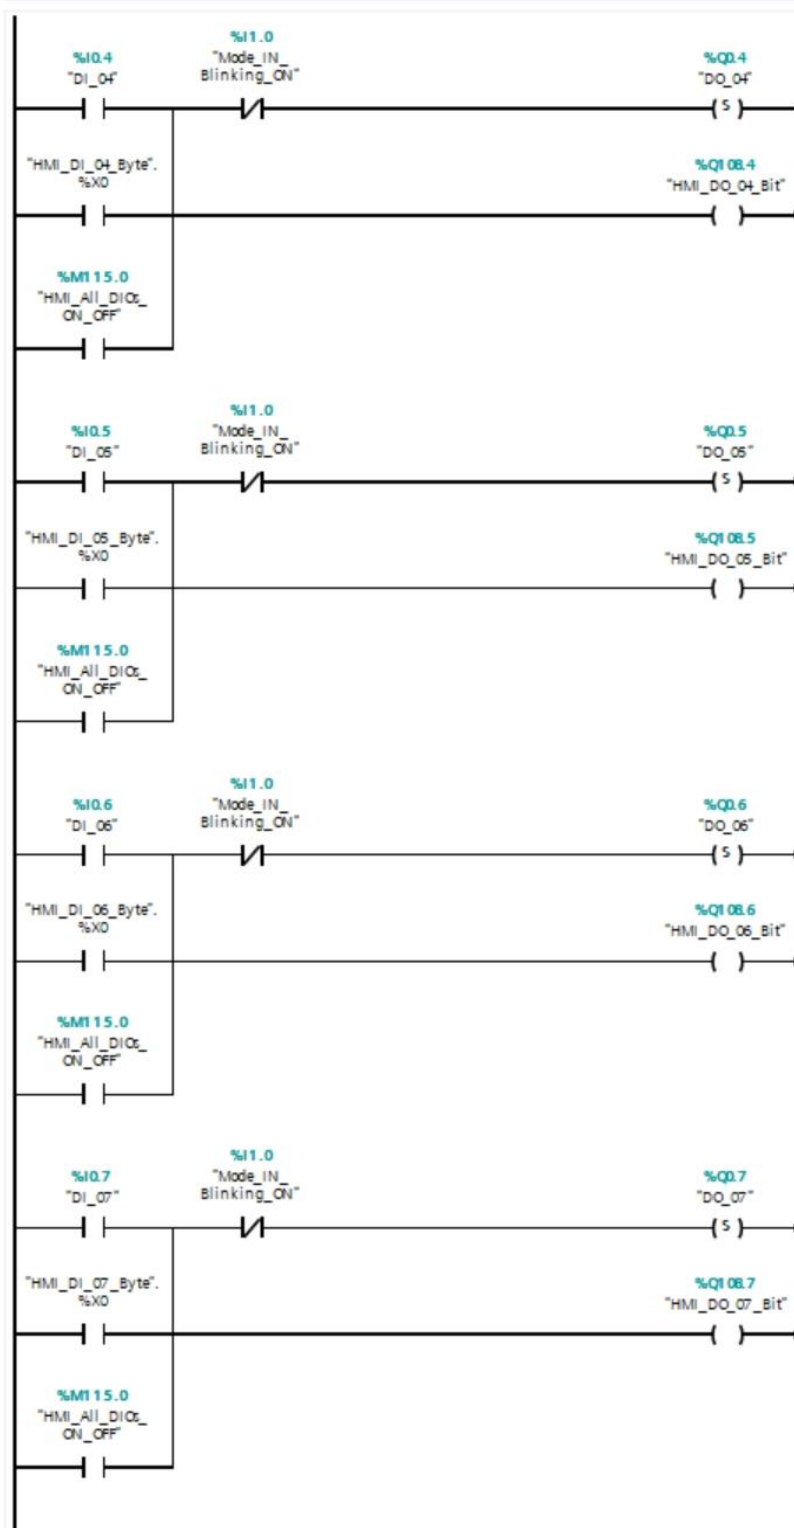 %I1.0
%I0.4 "Mode_IN_ %Q0.4
"DI_04" Blinking_ON" "DO_04"
S
"HMI_DI_04_Byte". %Q108.4
%X0 "HMI_DO_04_Bit"
%M115.0
"HMI_All_DIOs_
ON_OFF"
%I1.0
%I0.5 "Mode_IN_ %Q0.5
"DI_05" Blinking_ON" "DO_05"
S
"HMI_DI_05_Byte". %Q108.5
%X0 "HMI_DO_05_Bit"
%M115.0
"HMI_All_DIOs_
ON_OFF"
%I1.0
%I0.6 "Mode_IN_ %Q0.6
"DI_06" Blinking_ON" "DO_06"
S
"HMI_DI_06_Byte". %Q108.6
%X0 "HMI_DO_06_Bit"
%M115.0
"HMI_All_DIOs_
ON_OFF"
%I1.0
%I0.7 "Mode_IN_ %Q0.7
"DI_07" Blinking_ON" "DO_07"
S
"HMI_DI_07_Byte". %Q108.7
%X0 "HMI_DO_07_Bit"
%M115.0
"HMI_All_DIOs_
ON_OFF"